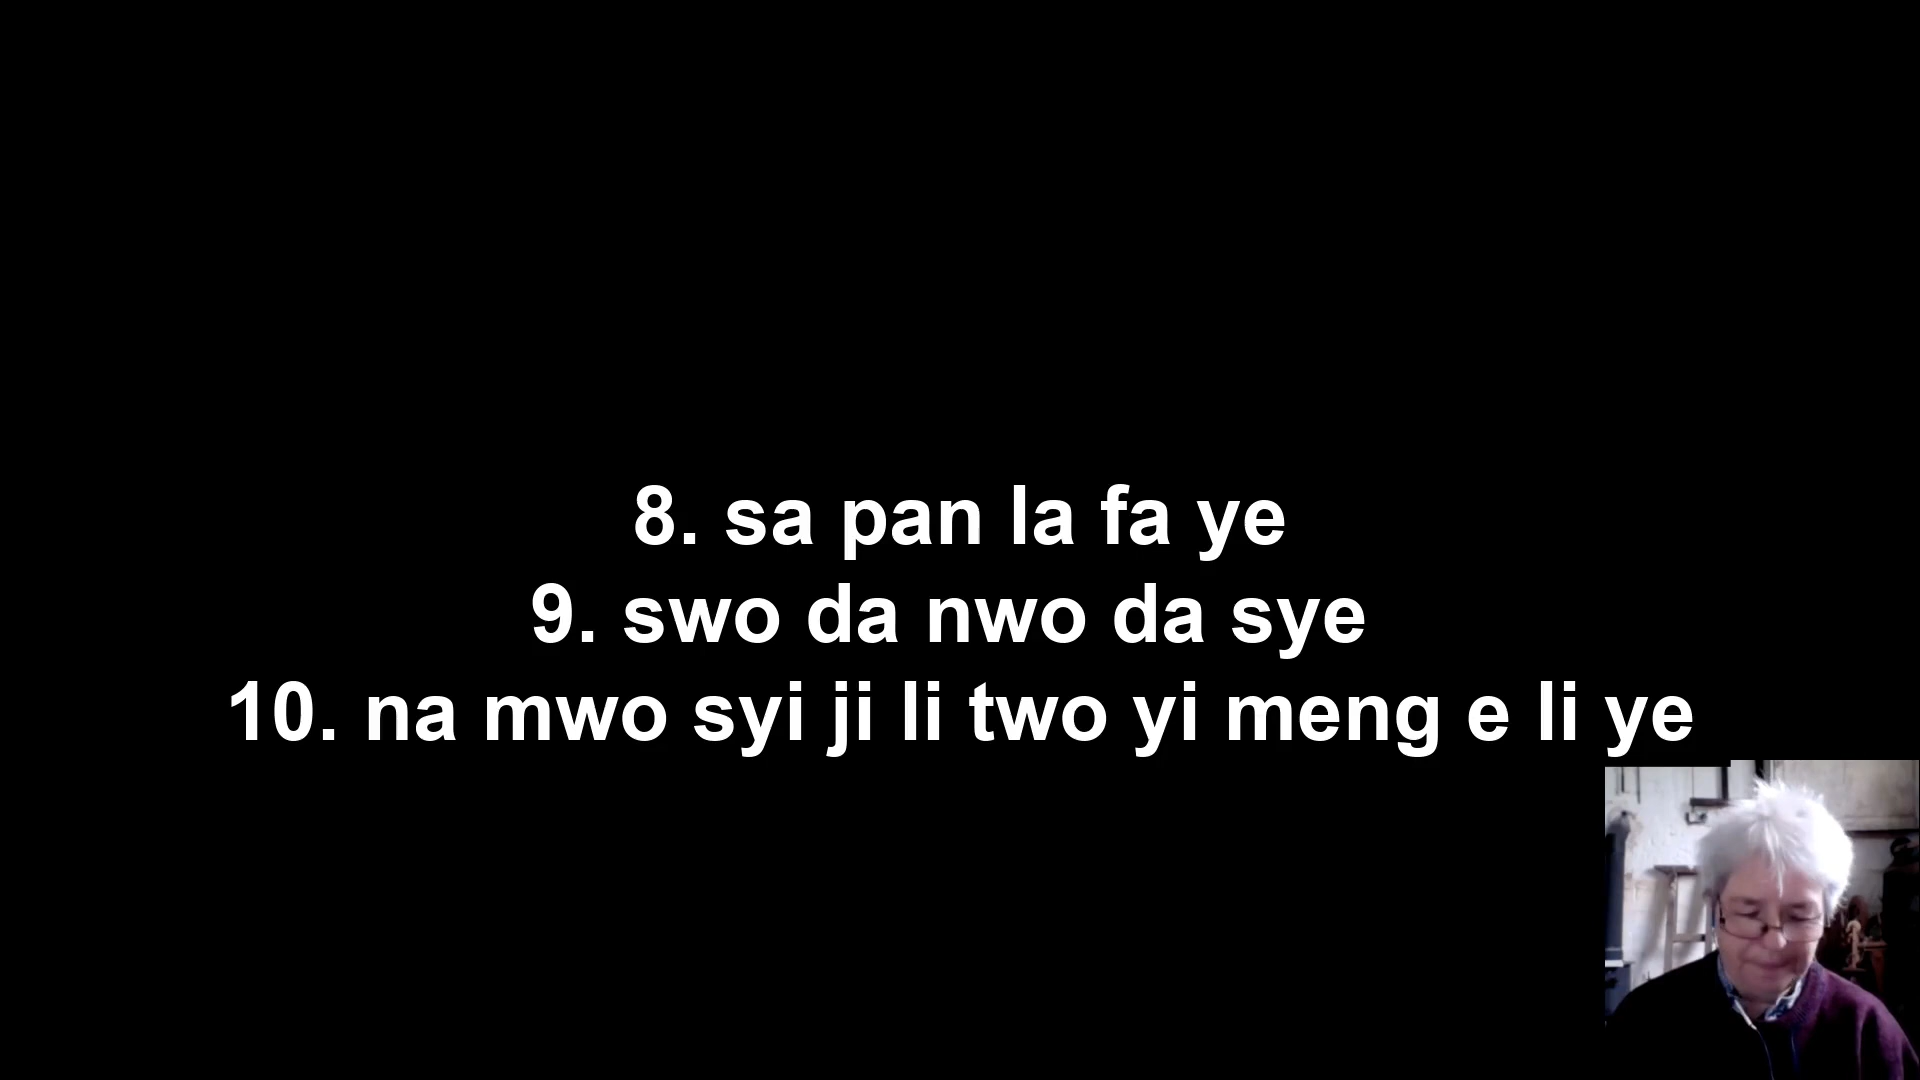 8. sa pan la fa ye
9. swo da nwo da sye
10. na mwo syi ji li two yi meng e li ye